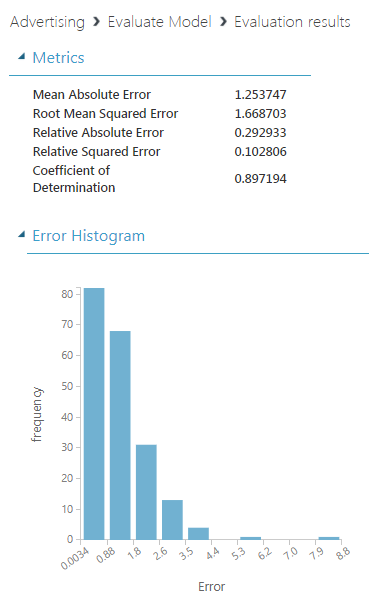 Advertising > Evaluate Model > Evaluation results
Metrics
Mean Absolute Error 1.253747
Root Mean Squared Error 1.668703
Relative Absolute Error 0.292933
Relative Squared Error 0.102806
Coefficient of
Determination 0.897194
Error Histogram
80
70
60
50
40
30
20
10
0
frequency
0.0034 0.88 1.8 2.6 3.5 4.4 5.3 6.2 7.0 7.9 8.8
Error